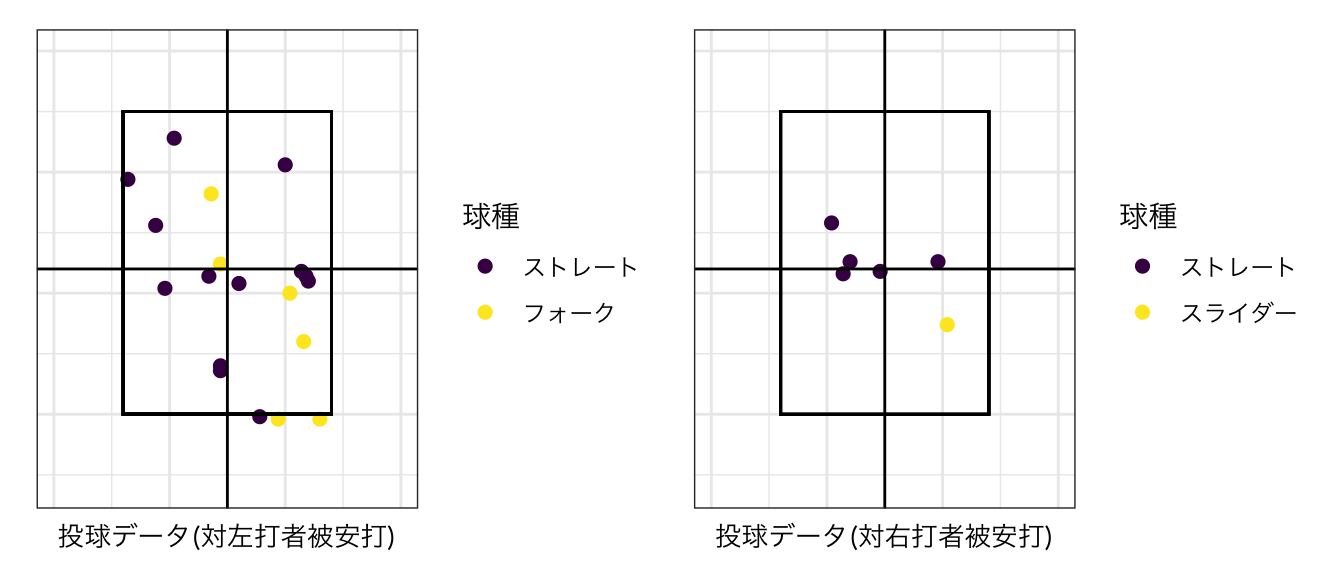 球種
ストレート
フォーク
投球データ(対左打者被安打)
球種
ストレート
スライダー
投球データ(対右打者被安打)